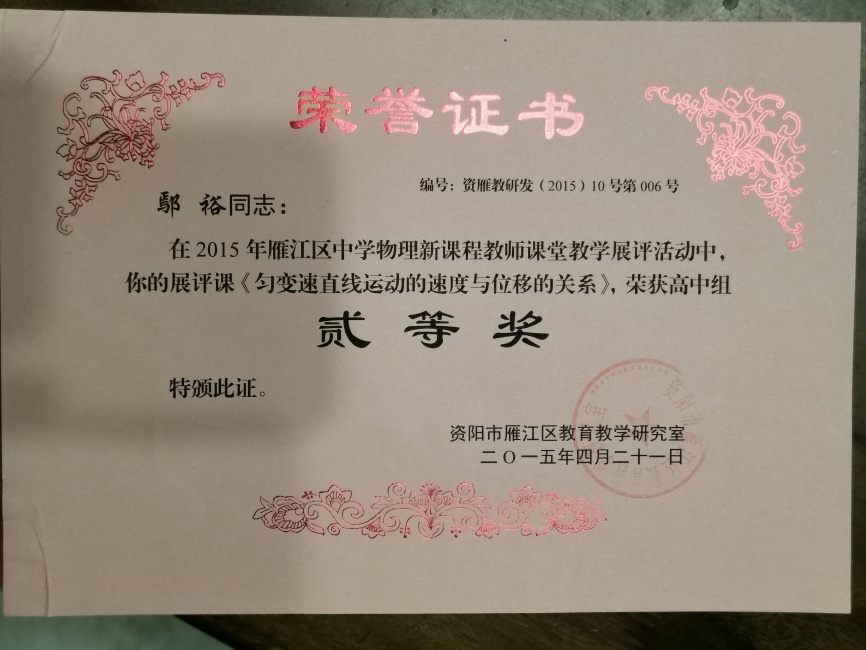 荣誉证书
编号：资雁教研发（2015）10号第006号
鄢 裕同志：
在2015年雁江区中学物理新课程教师课堂教学展评活动中，
你的展评课《匀变速直线运动的速度与位移的关系》，荣获高中组
贰等奖
特颁此证。
资阳市雁江区教育教学研究室
二О一五年四月二十一日